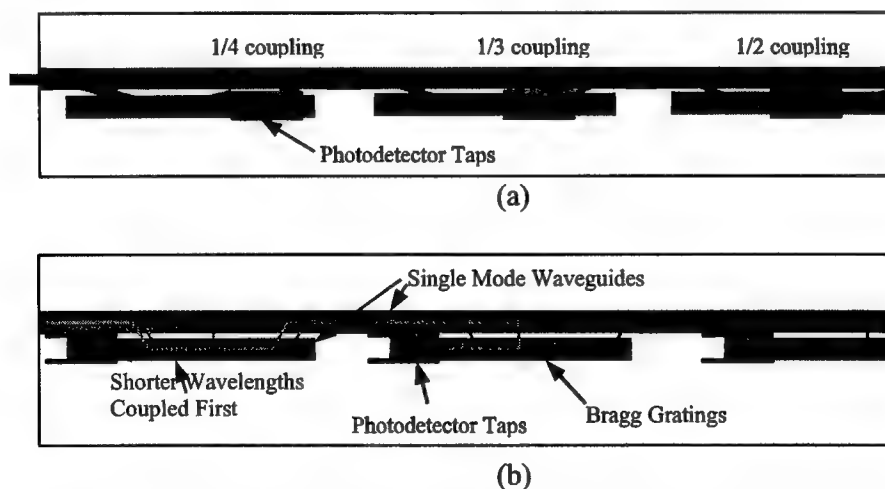 1/4 coupling 1/3 coupling 1/2 coupling
Photodetector Taps
(a)
Single Mode Waveguides
Shorter Wavelengths
Coupled First
Photodetector Taps
Bragg Gratings
(b)